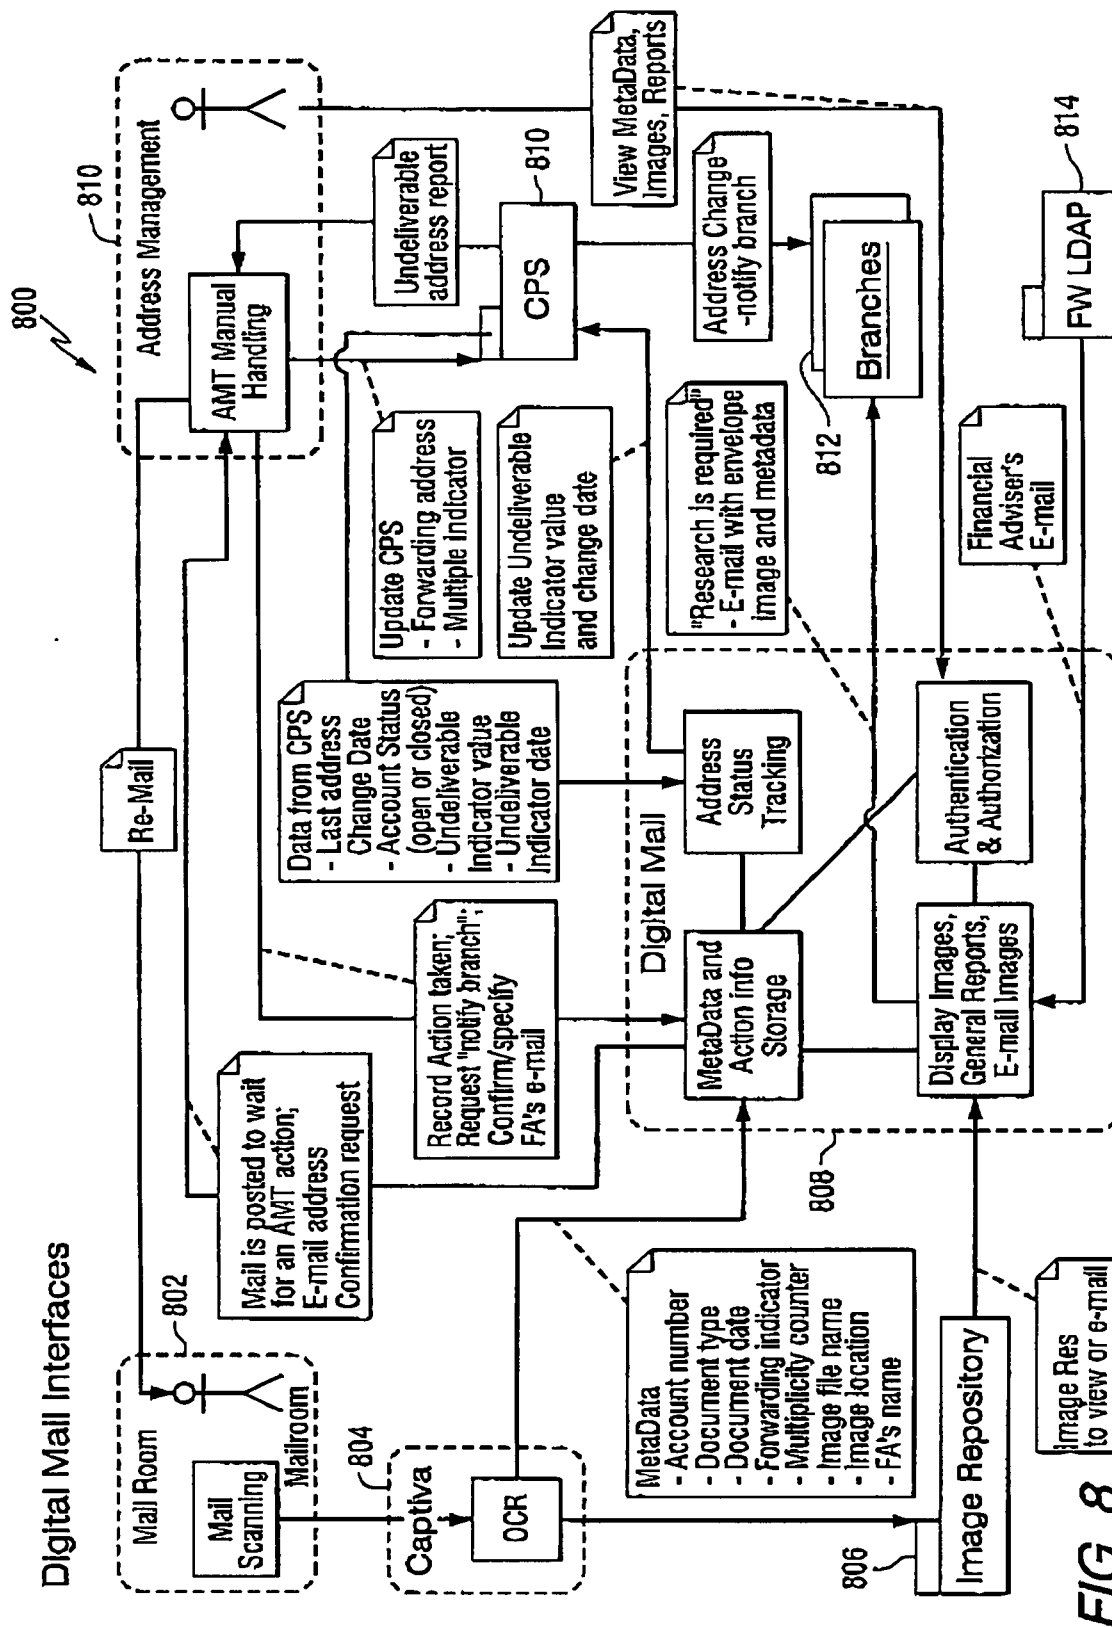 Digital Mail Interfaces
800
Mail Room
802
Mail
Scanning
Mailroom
Re-Mail
810
Address Management
AMT Manual
Handling
Mail is posted to wait
for an AMT action;
E-mail address
Confirmation request
Captiva
804
OCR
Record Action taken;
Request "notify branch";
Confirm/specify
FA's e-mail
Data from CPS
- Last address
Change Date
- Account Status
(open or closed)
- Undeliverable
Indicator value
- Undeliverable
Indicator date
Update CPS
- Forwarding address
- Multiple indicator
Undeliverable
address report
810
CPS
Update Undeliverable
Indicator value
and change date
View MetaData,
Images, Reports
MetaData
- Account number
- Document type
- Document date
- Forwarding indicator
- Multiplicity counter
- Image file name
- Image location
- FA's name
Digital Mail
MetaData and
Action info
Storage
Address
Status
Tracking
"Research is required"
- E-mail with envelope
image and metadata
Address Change
-notify branch
812
Branches
806
Image Repository
808
Display Images,
General Reports,
E-mail Images
Authentication
& Authorization
Financial
Adviser's
E-mail
FW LDAP
814
Image Res
to view or e-mail
FIG. 8